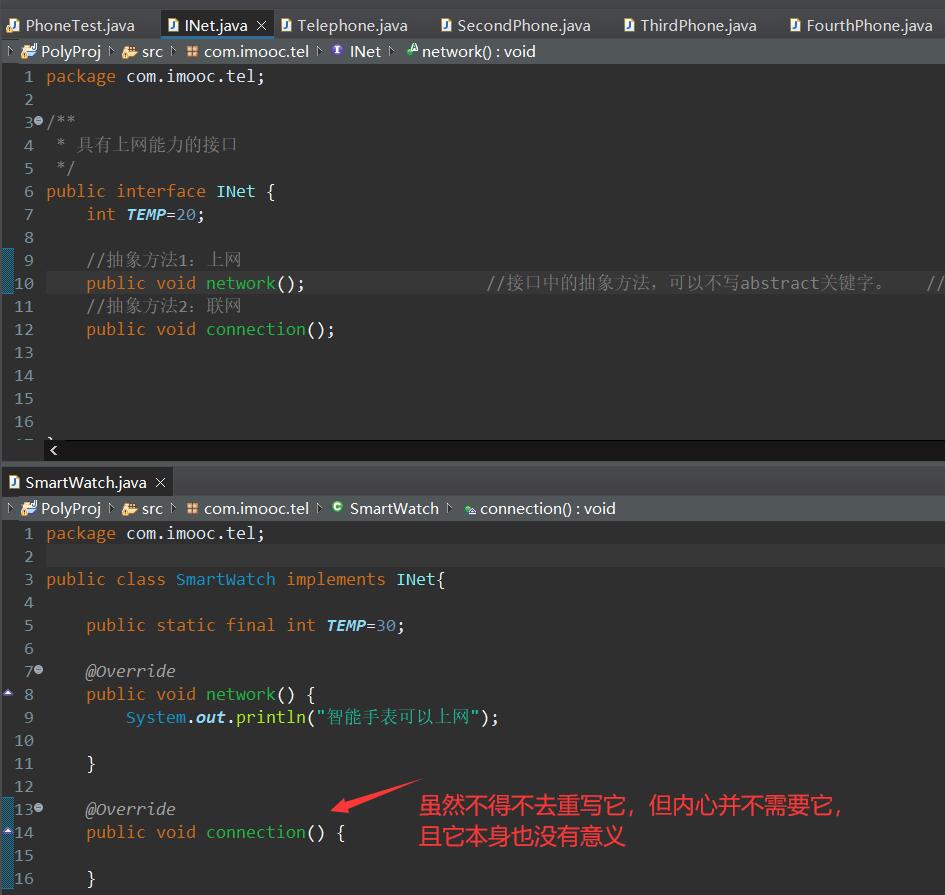 PhoneTest.java INet.java Telephone.java SecondPhone.java ThirdPhone.java FourthPhone.java
PolyProj src com.imooc.tel INet network() : void
1 package com.imooc.tel;
2
3 /**
4 * 具有上网能力的接口
5 */
6 public interface INet {
7 int TEMP=20;
8
9 //抽象方法1：上网
10 public void network(); //接口中的抽象方法，可以不写abstract关键字。 //
11 //抽象方法2：联网
12 public void connection();
13
14
15
16
SmartWatch.java
PolyProj src com.imooc.tel SmartWatch connection() : void
1 package com.imooc.tel;
2
3 public class SmartWatch implements INet{
4
5 public static final int TEMP=30;
6
7 @Override
8 public void network() {
9 System.out.println("智能手表可以上网");
10
11 }
12
13 @Override
14 public void connection() {
15
16 }
虽然不得不去重写它，但内心并不需要它，
且它本身也没有意义